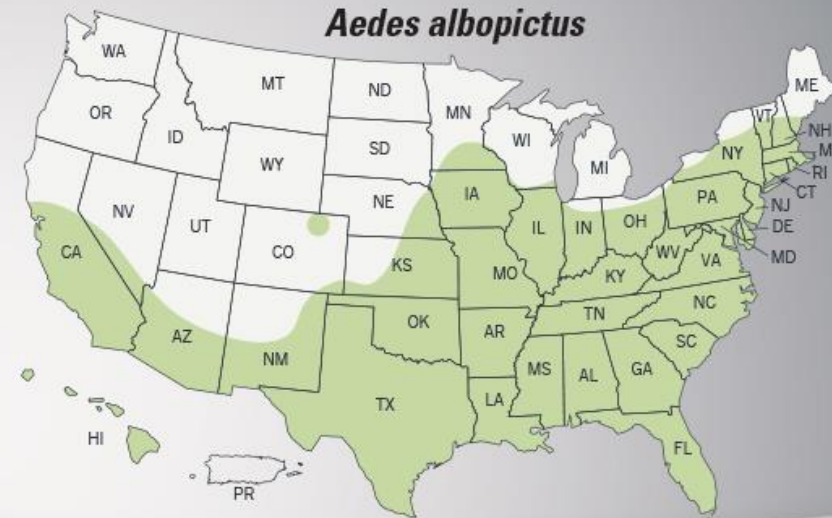 Aedes albopictus
WA
MT
ND
MN
ME
VT
NH
OR
ID
SD
WI
MI
NY
M
RI
CT
WY
NE
IA
PA
NJ
NV
UT
CO
IL
IN
OH
DE
MD
CA
KS
MO
WV
VA
KY
AZ
NM
OK
AR
TN
NC
SC
TX
LA
MS
AL
GA
FL
HI
PR